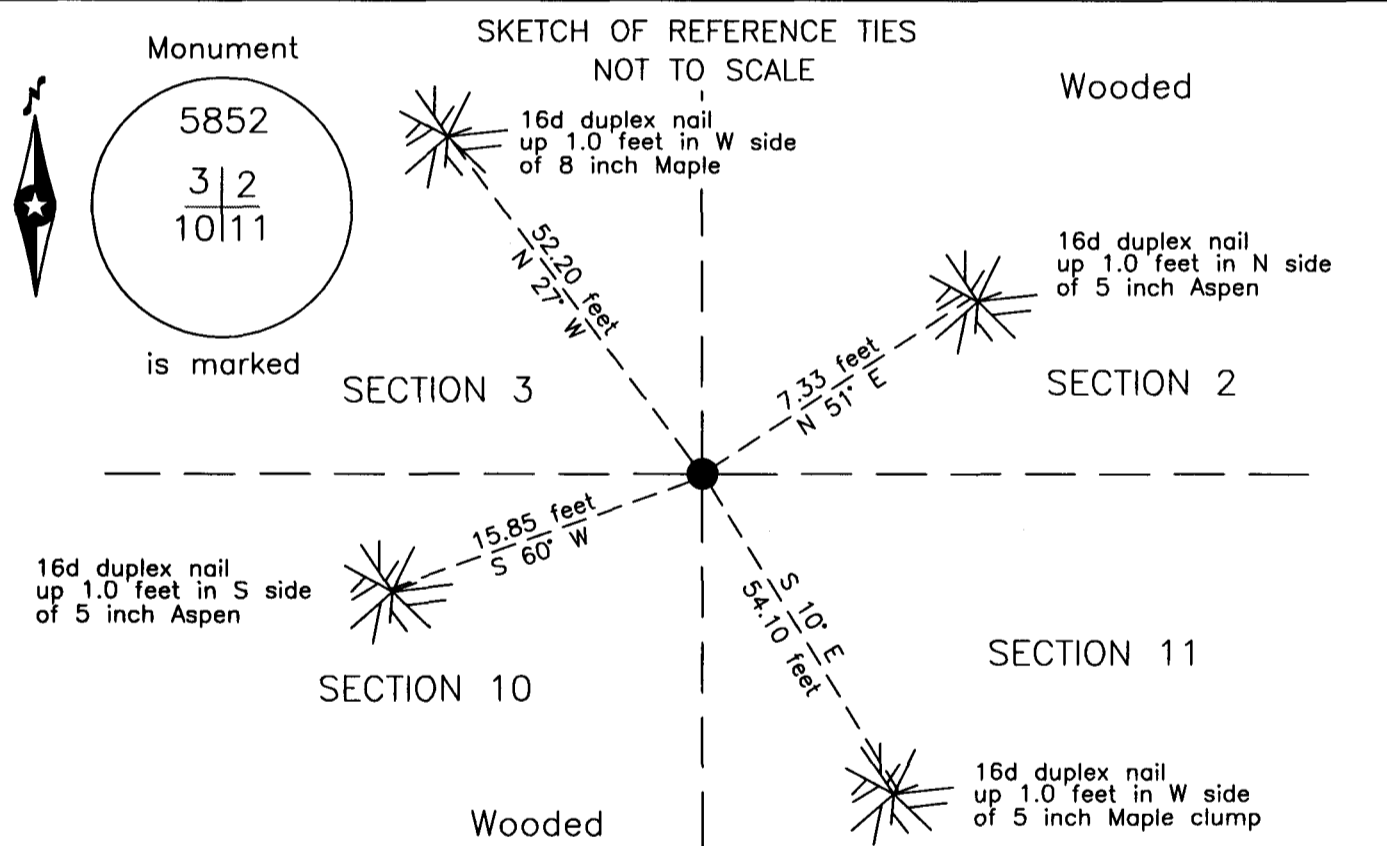 SKETCH OF REFERENCE TIES
NOT TO SCALE
Monument
N
5852
3 2
10 11
is marked
16d duplex nail
up 1.0 feet in W side
of 8 inch Maple
Wooded
52.20 feet
N 27° W
16d duplex nail
up 1.0 feet in N side
of 5 inch Aspen
7.33 feet
N 51° E
SECTION 3
SECTION 2
15.85 feet
S 60° W
16d duplex nail
up 1.0 feet in S side
of 5 inch Aspen
S 10° E
54.10 feet
SECTION 10
SECTION 11
16d duplex nail
up 1.0 feet in W side
of 5 inch Maple clump
Wooded